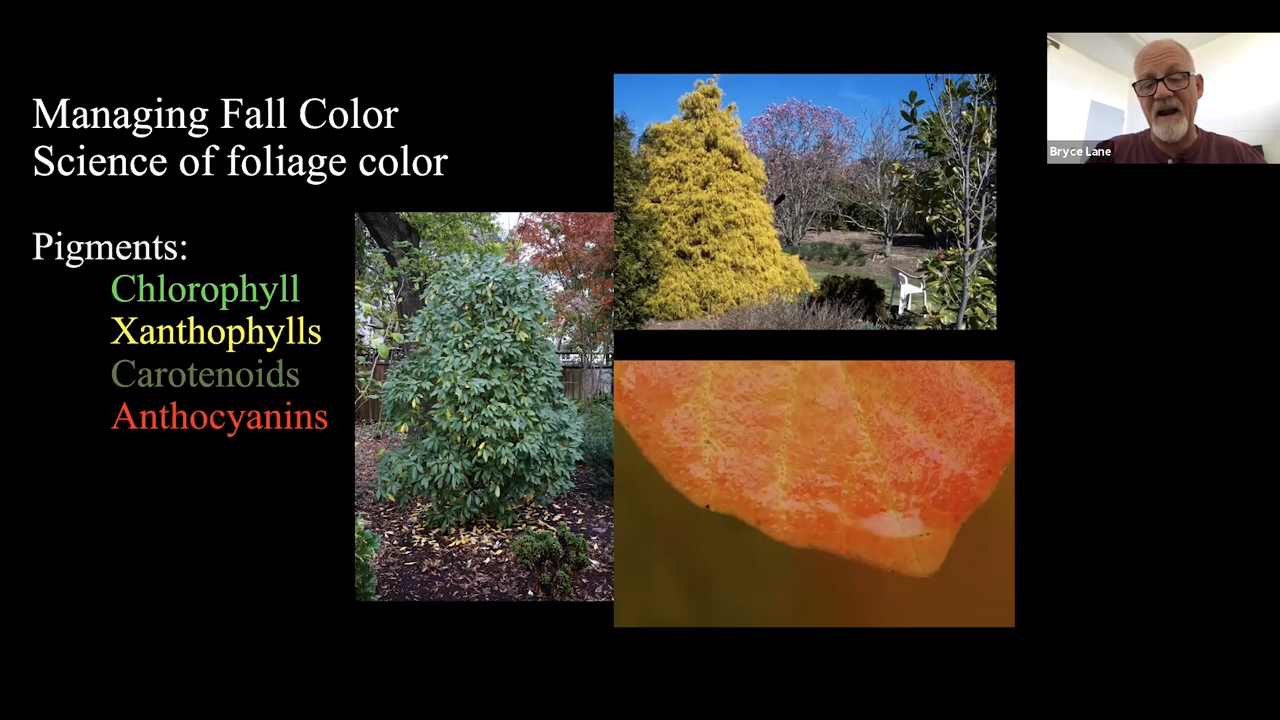 Managing Fall Color
Science of foliage color
Pigments:
Chlorophyll
Xanthophylls
Carotenoids
Anthocyanins
Bryce Lane